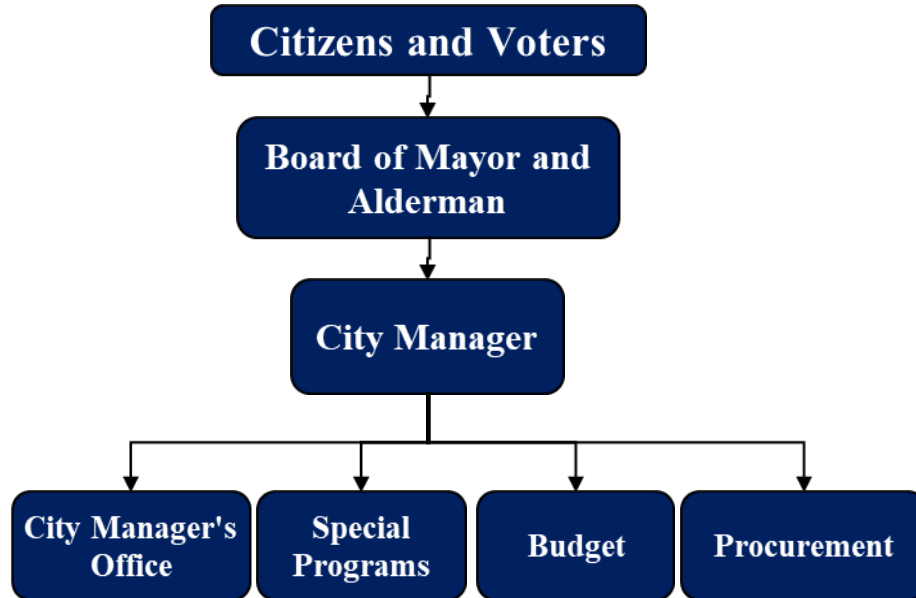 Citizens and Voters
Board of Mayor and
Alderman
City Manager
City Manager's
Office
Special
Programs
Budget
Procurement